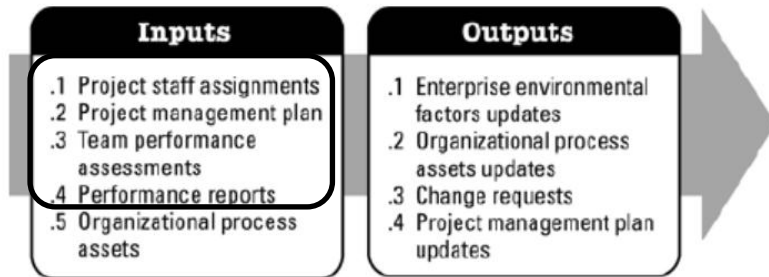 Inputs
.1 Project staff assignments
.2 Project management plan
.3 Team performance
assessments
.4 Performance reports
.5 Organizational process
assets
Outputs
.1 Enterprise environmental
factors updates
.2 Organizational process
assets updates
.3 Change requests
.4 Project management plan
updates